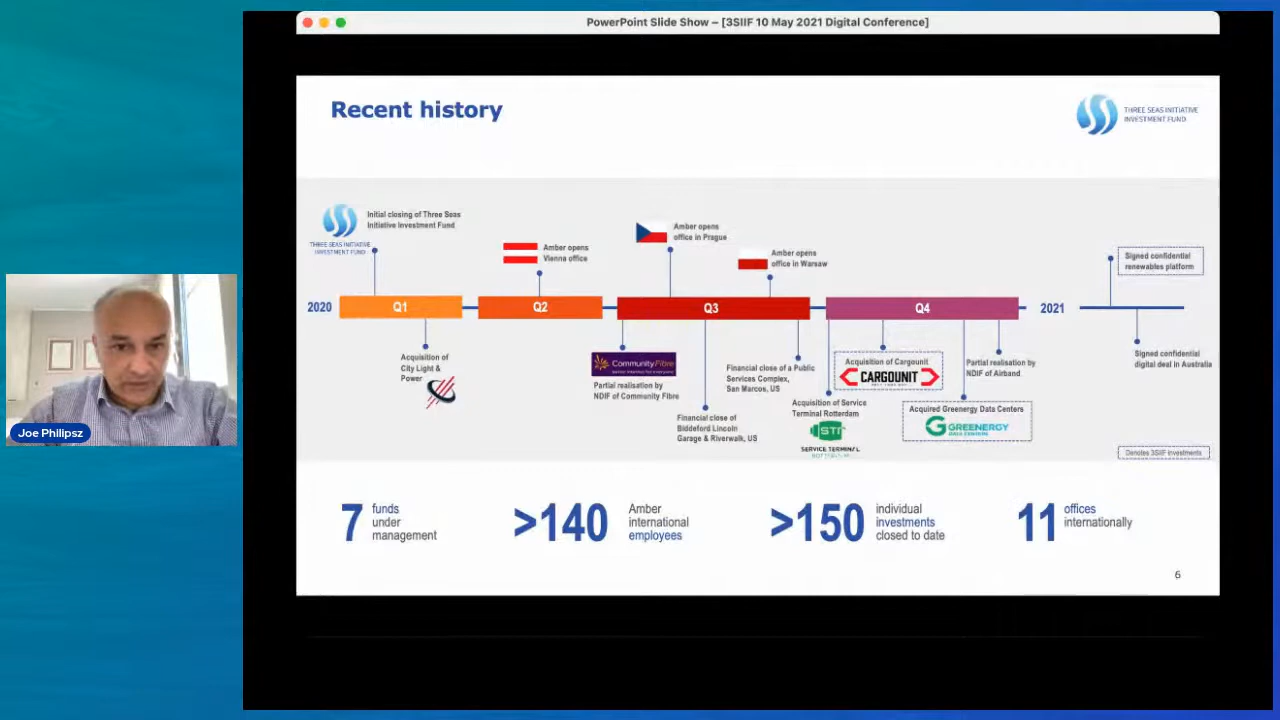 PowerPoint Slide Show – [3SIIF 10 May 2021 Digital Conference]
Recent history
THREE SEAS INITIATIVE
INVESTMENT FUND
THREE SEAS INITIATIVE
INVESTMENT FUND
Initial closing of Three Seas
Initiative Investment Fund
Amber opens
Vienna office
Amber opens
office in Prague
Amber opens
office in Warsaw
Signed confidential
renewables platform
2020
Q1
Q2
Q3
Q4
2021
Acquisition of
City Light &
Power
CommunityFibre
Partial realisation by
NDIF of Community Fibre
Financial close of
Biddeford Lincoln
Garage & Riverwalk, US
Financial close of a Public
Services Complex,
San Marcos, US
Acquisition of Service
Terminal Rotterdam
STR
SERVICE TERMINAL
ROTTERDAM
Acquisition of Cargounit
CARGOUNIT
Acquired Greenergy Data Centers
GREENERGY
DATA CENTERS
Partial realisation by
NDIF of Airband
Signed confidential
digital deal in Australia
Denotes 3SIIF investments
7 funds
under
management
>140 Amber
international
employees
>150 individual
investments
closed to date
11 offices
internationally
6
Joe Philipsz